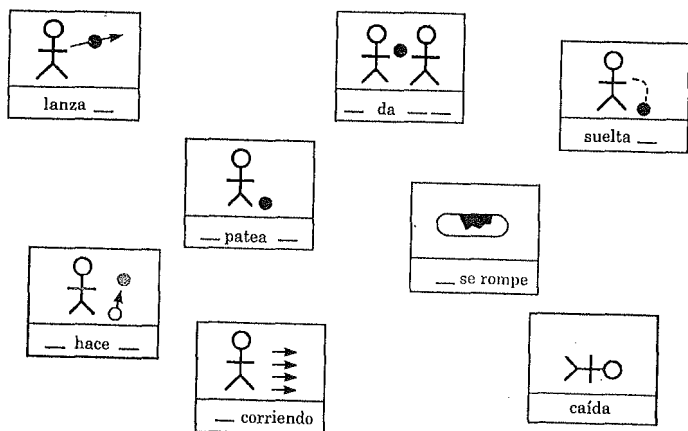 lanza __
__ da __ __
suelta __
__ patea __
__ se rompe
__ hace __
__ corriendo
caída